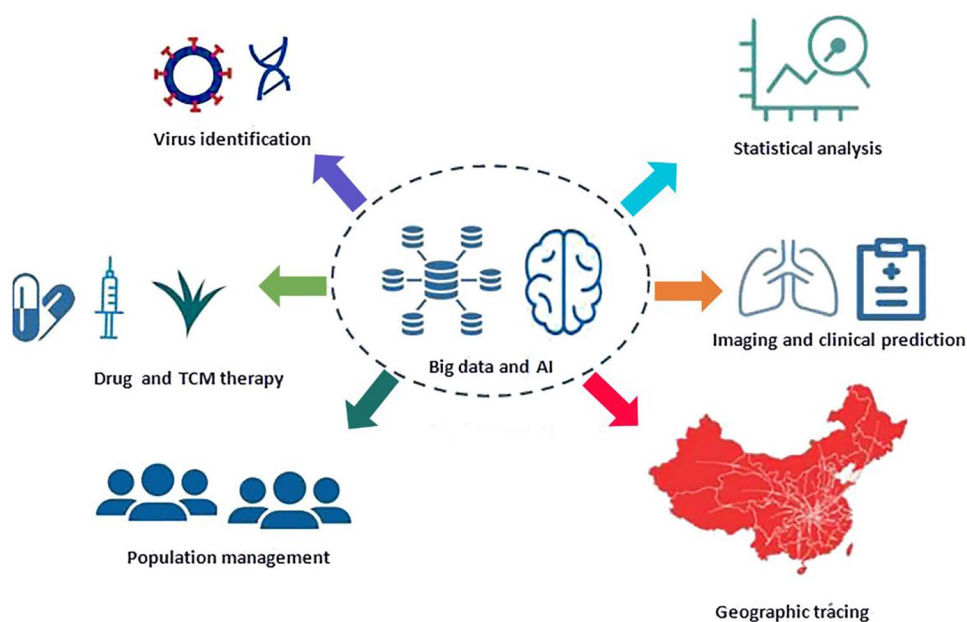 Virus identification
Statistical analysis
Drug and TCM therapy
Big data and AI
Imaging and clinical prediction
Population management
Geographic trácing